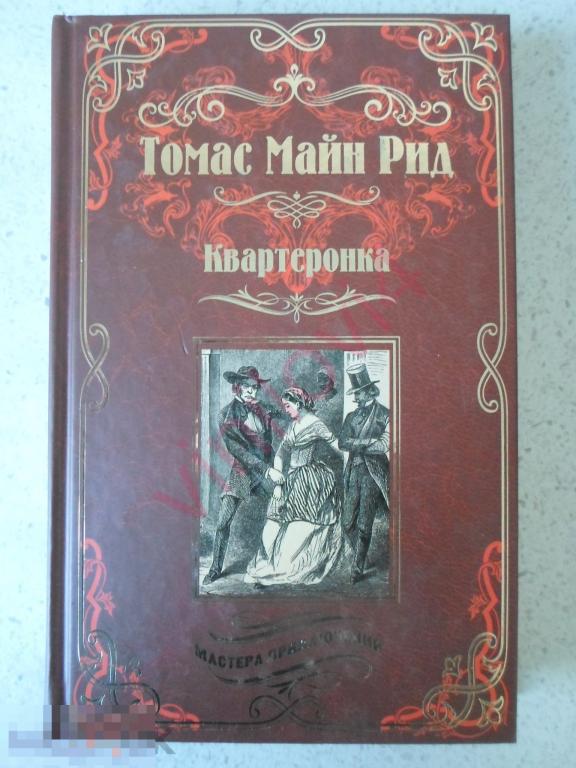 Томас Майн Рид
Квартеронка
МАСТЕРА ПРИКЛЮЧЕНИЙ